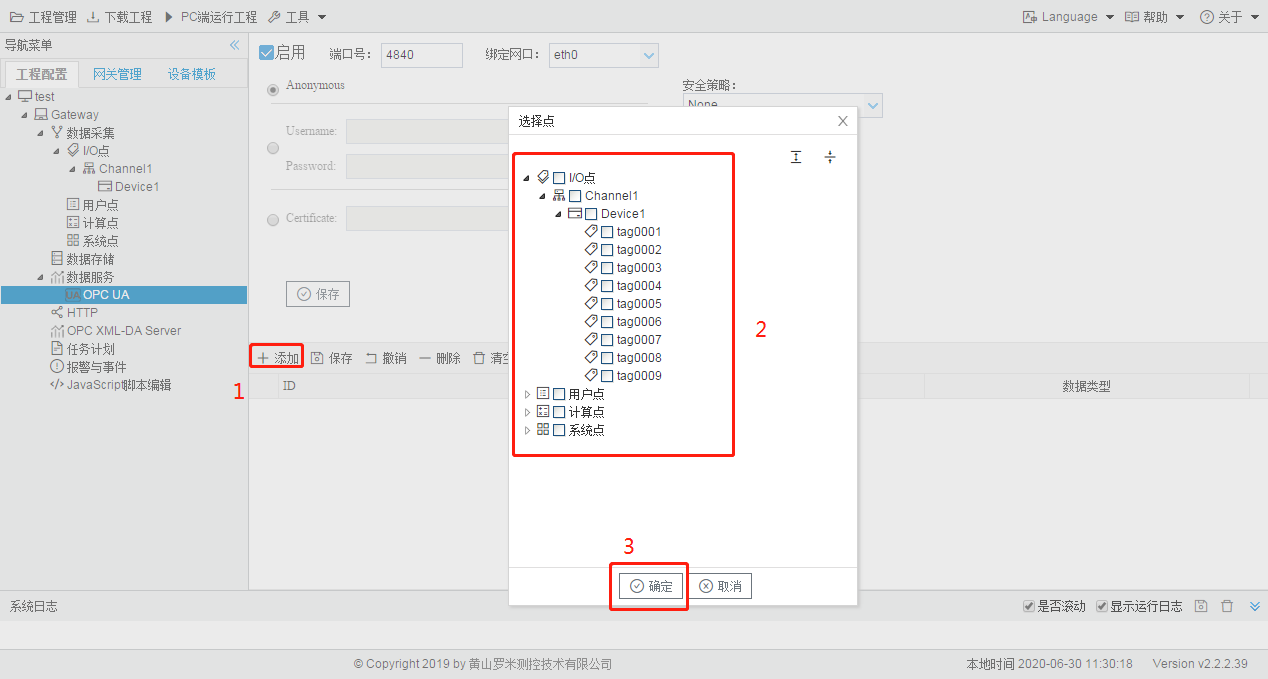 工程管理 下载工程 PC端运行工程 工具 Language 帮助 关于
导航菜单
工程配置 网关管理 设备模板
test
Gateway
数据采集
I/O点
Channel1
Device1
用户点
计算点
系统点
数据存储
数据服务
OPC UA
HTTP
OPC XML-DA Server
任务计划
报警与事件
JavaScript脚本编辑
启用 端口号: 4840 绑定网口: eth0
Anonymous
安全策略:
None
Username:
Password:
Certificate:
保存
添加 保存 撤销 删除 清空
1
ID 数据类型
选择点
I/O点
Channel1
Device1
tag0001
tag0002
tag0003
tag0004
tag0005
tag0006
tag0007
tag0008
tag0009
用户点
计算点
系统点
2
3
确定 取消
系统日志 是否滚动 显示运行日志
© Copyright 2019 by 黄山罗米测控技术有限公司 本地时间 2020-06-30 11:30:18 Version v2.2.2.39